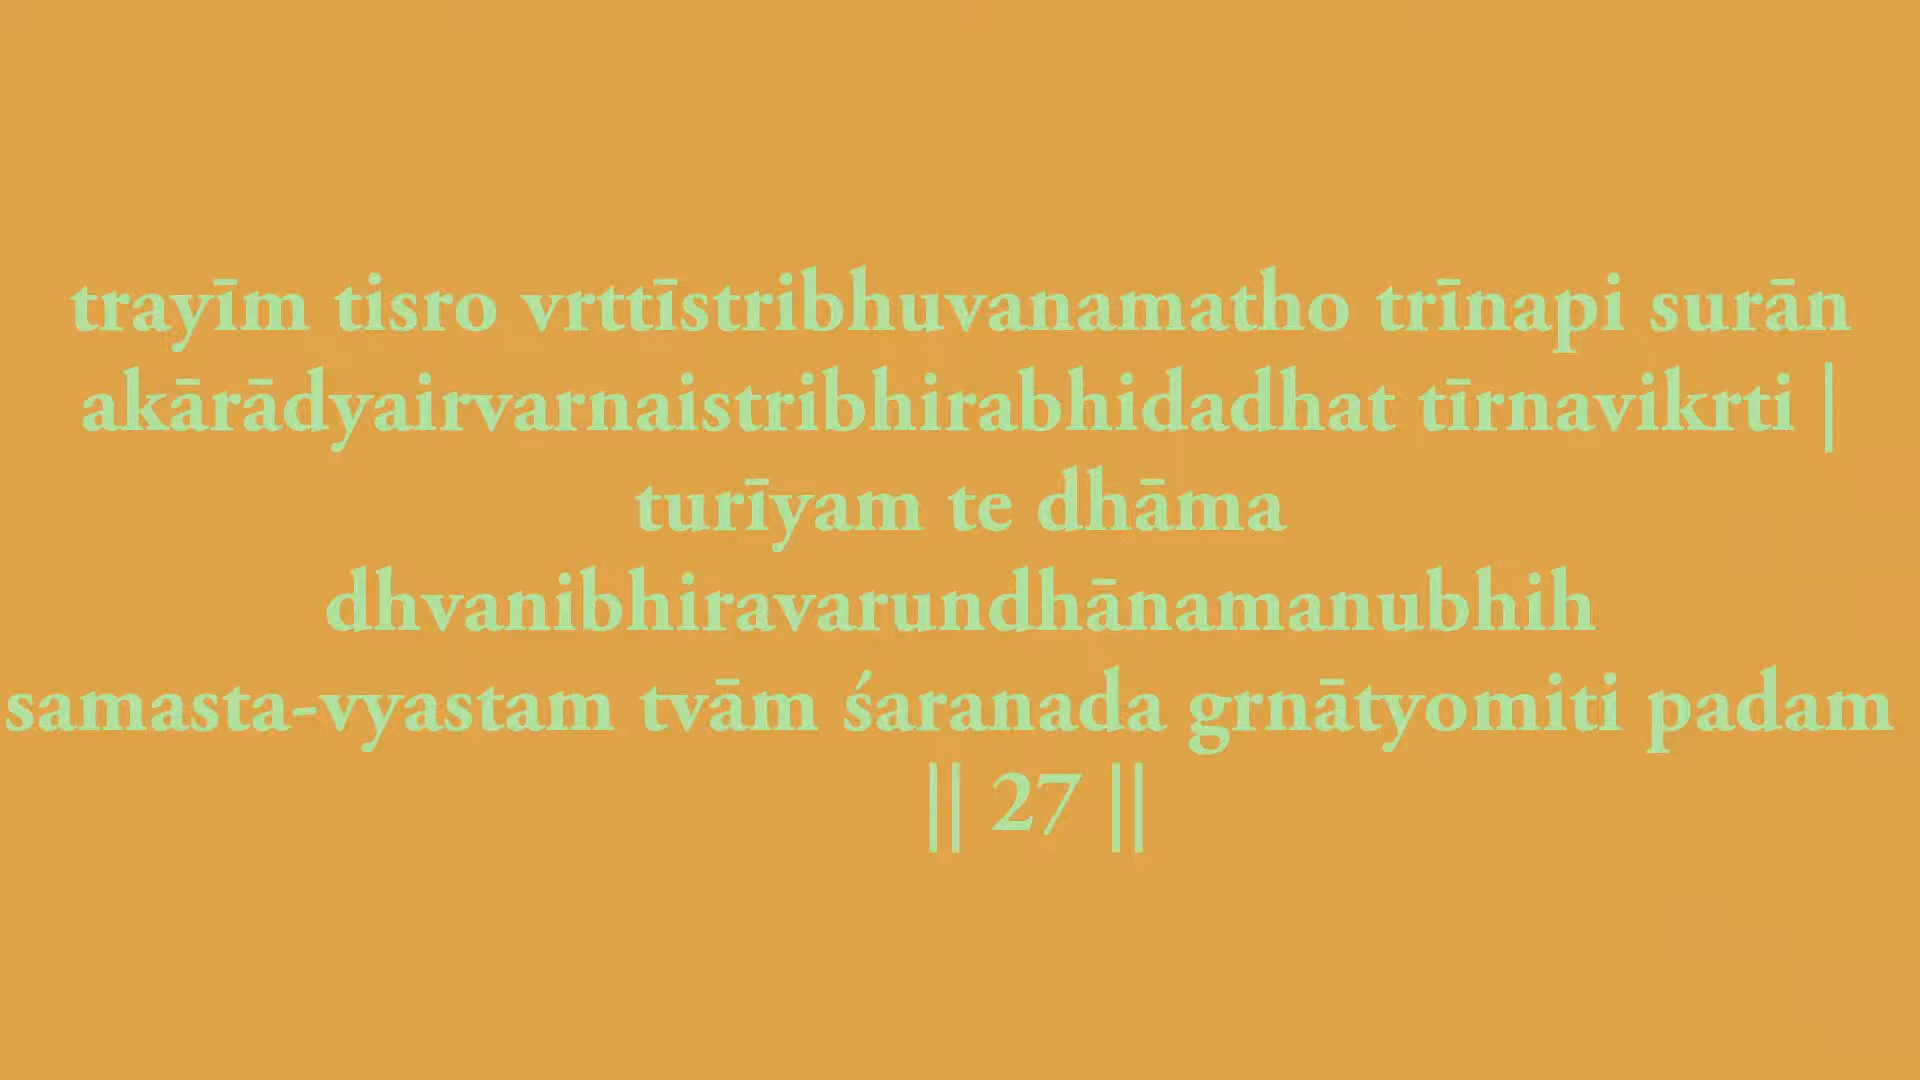 trayīm tisro vrttīstribhuvanamatho trīnapi surān
akārādyairvarnaistribhirabhidadhat tīrnavikrti |
turīyam te dhāma
dhvanibhiravarundhānamanubhih
samasta-vyastam tvām śaranada grnātyomiti padam
|| 27 ||